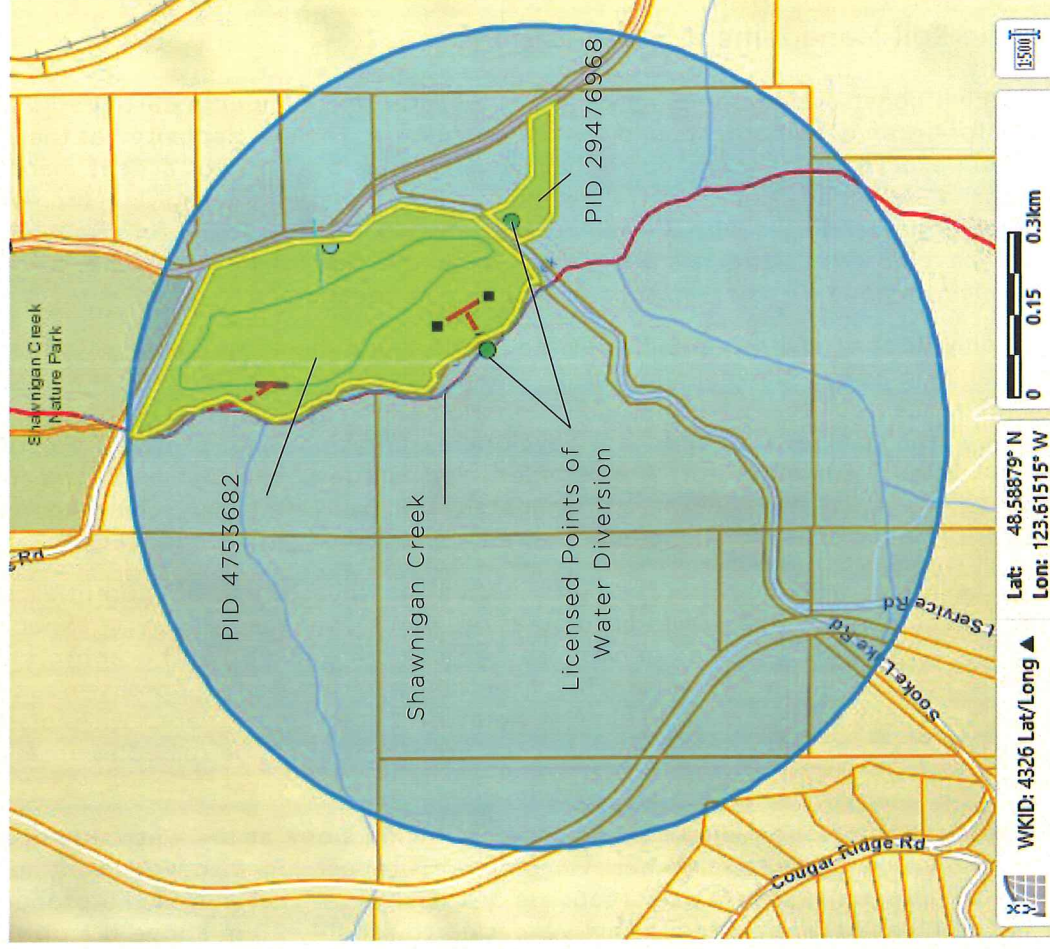 Shawnigan Creek
Nature Park
Rd
PID 4753682
Shawnigan Creek
Licensed Points of
Water Diversion
PID 29476968
Sooke Lake Rd
t Service Rd
Cougar Ridge Rd
WKID: 4326 Lat/Long ▲
Lat: 48.58879° N
Lon: 123.61515° W
0 0.15 0.3km
1:500